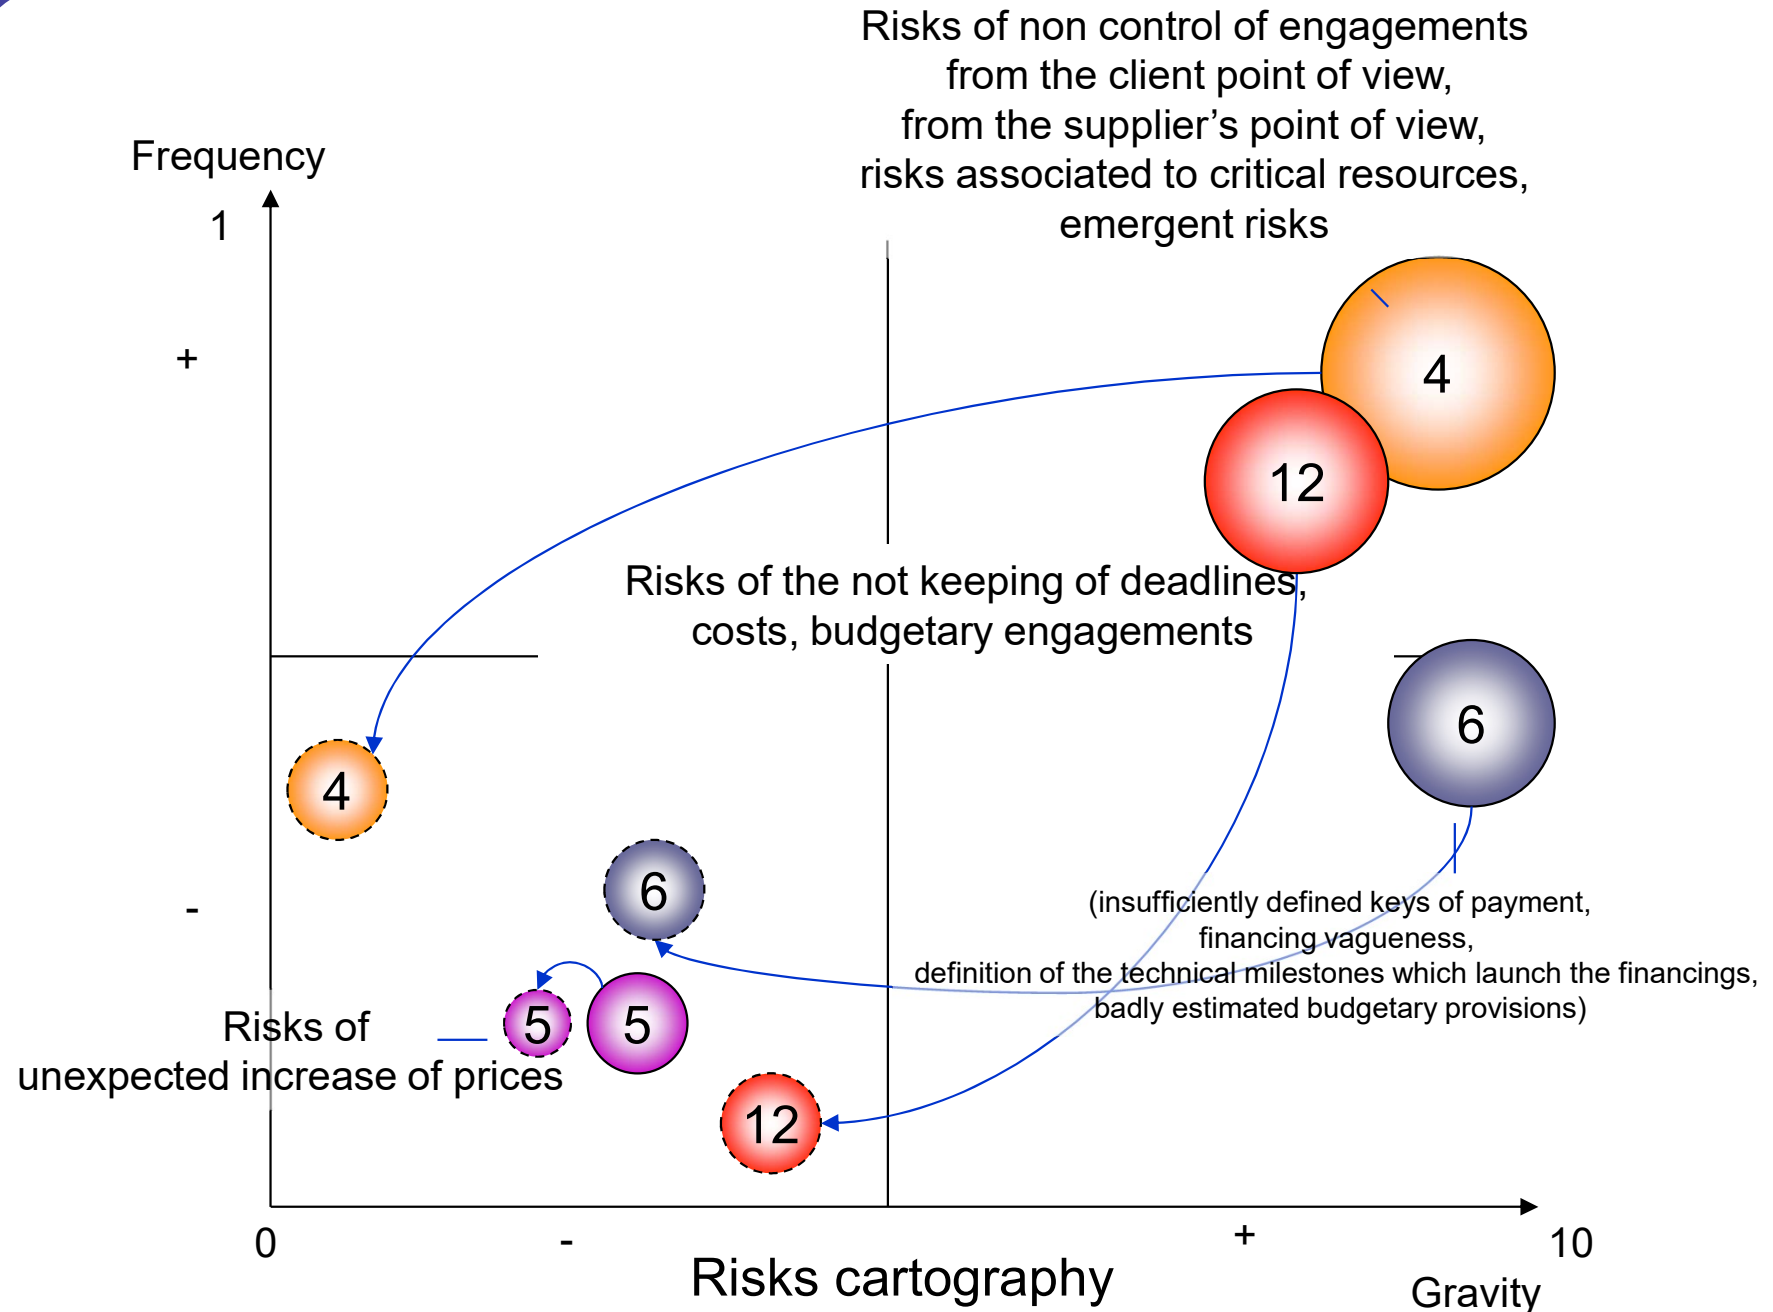 Risks of non control of engagements
from the client point of view,
from the supplier’s point of view,
risks associated to critical resources,
emergent risks
Frequency
1
+
4
12
Risks of the not keeping of deadlines,
costs, budgetary engagements
6
4
6
-
(insufficiently defined keys of payment,
financing vagueness,
definition of the technical milestones which launch the financings,
badly estimated budgetary provisions)
5
5
Risks of
unexpected increase of prices
12
0
-
+
10
Risks cartography
Gravity